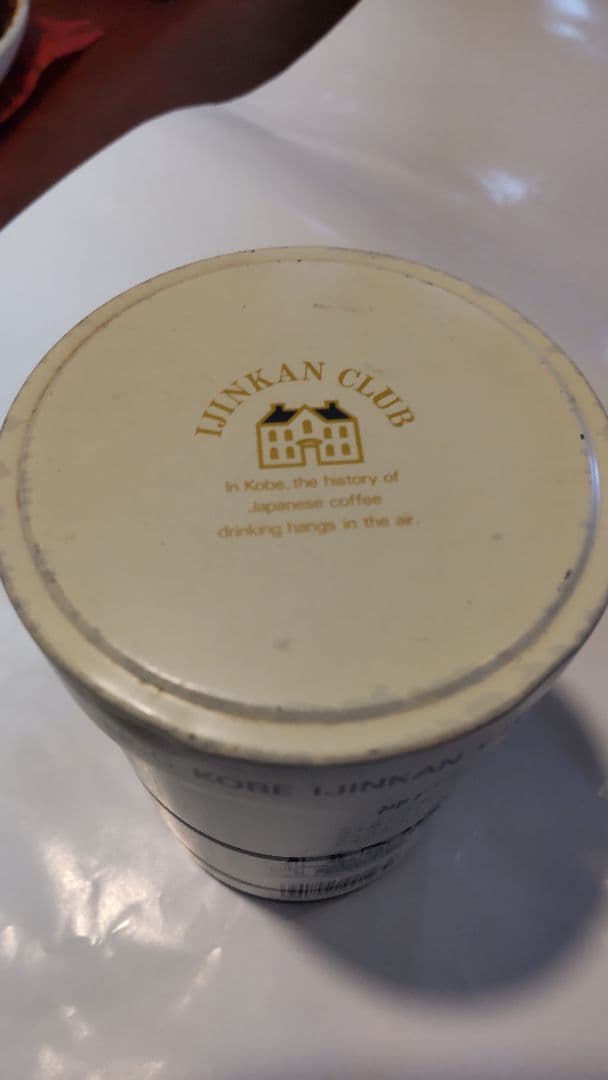 IJINKAN CLUB
In Kobe, the history of
Japanese coffee
drinking hangs in the air.
KOBE IJINKAN